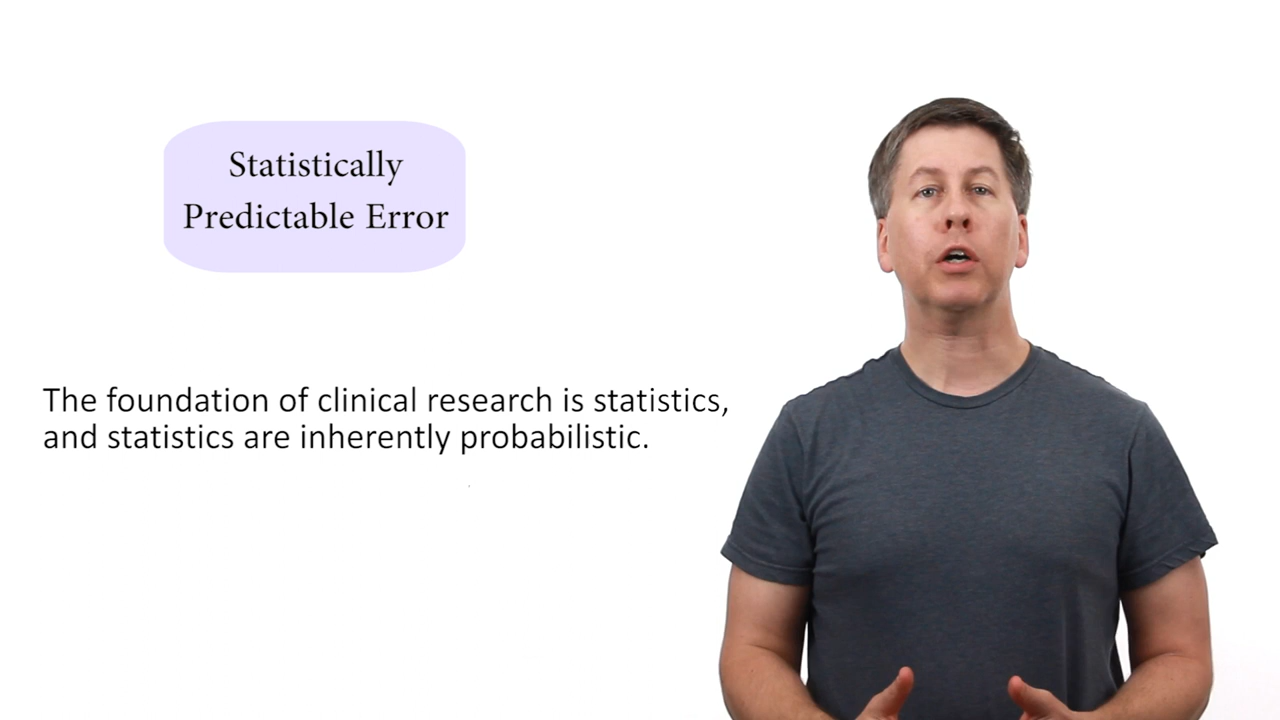 Statistically
Predictable Error
The foundation of clinical research is statistics,
and statistics are inherently probabilistic.